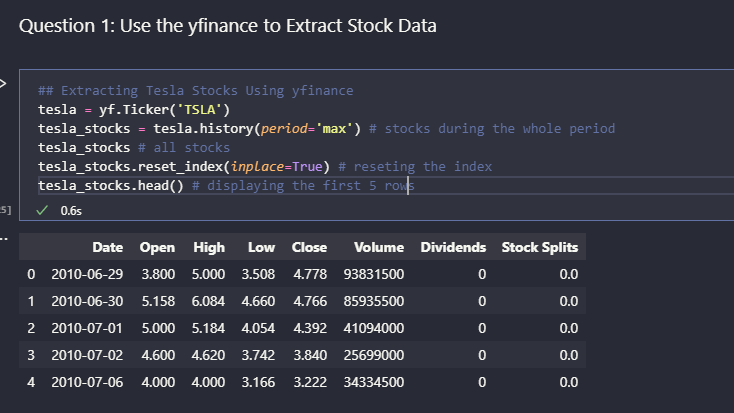 Question 1: Use the yfinance to Extract Stock Data
## Extracting Tesla Stocks Using yfinance
tesla = yf.Ticker('TSLA')
tesla_stocks = tesla.history(period='max') # stocks during the whole period
tesla_stocks # all stocks
tesla_stocks.reset_index(inplace=True) # reseting the index
tesla_stocks.head() # displaying the first 5 rows
5]
0.6s
Date Open High Low Close Volume Dividends Stock Splits
0 2010-06-29 3.800 5.000 3.508 4.778 93831500 0 0.0
1 2010-06-30 5.158 6.084 4.660 4.766 85935500 0 0.0
2 2010-07-01 5.000 5.184 4.054 4.392 41094000 0 0.0
3 2010-07-02 4.600 4.620 3.742 3.840 25699000 0 0.0
4 2010-07-06 4.000 4.000 3.166 3.222 34334500 0 0.0